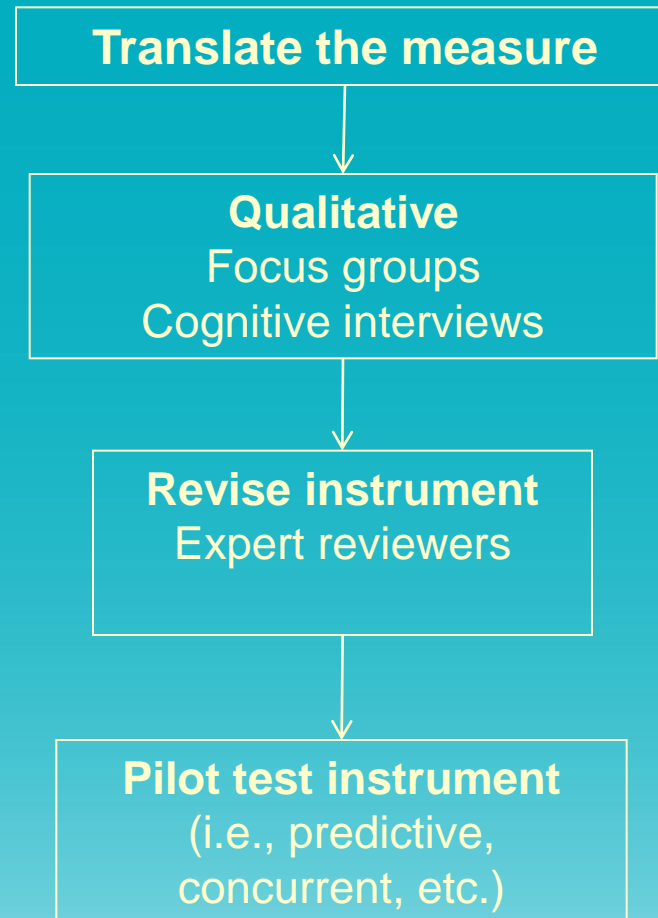 Translate the measure
Qualitative
Focus groups
Cognitive interviews
Revise instrument
Expert reviewers
Pilot test instrument
(i.e., predictive,
concurrent, etc.)